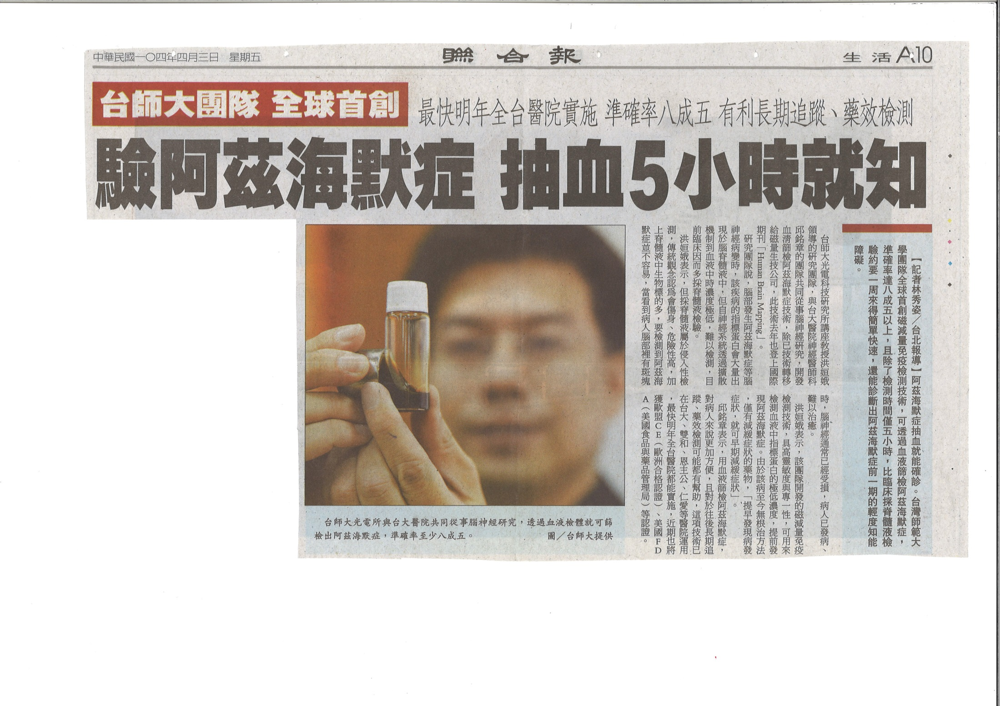 中華民國一〇四年四月三日　星期五
聯合報
生活 A10
台師大團隊 全球首創
最快明年全台醫院實施 準確率八成五 有利長期追蹤、藥效檢測
驗阿茲海默症 抽血5小時就知
【記者林秀姿／台北報導】阿茲海默症抽血就能確診。台灣師範大
學團隊全球首創磁減量免疫檢測技術，可透過血液篩檢阿茲海默症，
準確率達八成五以上，且除了檢測時間僅五小時，比臨床採脊髓液檢
驗約要一周來得簡單快速，還能診斷出阿茲海默症前一期的輕度知能
障礙。
台師大光電科技研究所講座教授洪姮娥
領導的研究團隊，與台大醫院神經醫師科
邱銘章的團隊共同從事腦神經研究，開發
血清篩檢阿茲海默症技術，除已技術轉移
給磁量生技公司，此技術去年也登上國際
期刊「Human Brain Mapping」。
研究團隊說，腦部發生阿茲海默症等腦
神經病變時，該疾病的指標蛋白會大量出
現於腦脊髓液中，但自神經系統透過擴散
機制到血液中時濃度極低，難以檢測，目
前臨床因而多採脊髓液檢驗。
洪姮娥表示，但採脊髓液屬於侵入性檢
測，傳統觀念認為會傷身、危險性高，加
上脊髓液中生物標的多，要檢測到阿茲海
默症並不容易，當看到病人腦部裡有斑塊
時，腦神經通常已經受損，病人已發病、
難以治癒。
洪姮娥表示，該團隊開發的磁減量免疫
檢測技術，具高靈敏度與專一性，可用來
檢測血液中指標蛋白的極低濃度，提前發
現阿茲海默症。由於該病至今無根治方法
，僅有減緩症狀的藥物，「提早發現病發
症狀，就可早期減緩症狀」。
邱銘章表示，用血液篩檢阿茲海默症，
對病人來說更加方便，且對於往後長期追
蹤、藥效檢測可能都有幫助，這項技術已
在台大、雙和、恩主公、仁愛等醫院運用
，最快明年全台醫院都能實施，近期也將
獲歐盟CE（歐洲合格認證）、美國FD
A（美國食品與藥品管理局）等認證。
台師大光電所與台大醫院共同從事腦神經研究，透過血液檢體就可篩
檢出阿茲海默症，準確率至少八成五。　圖／台師大提供